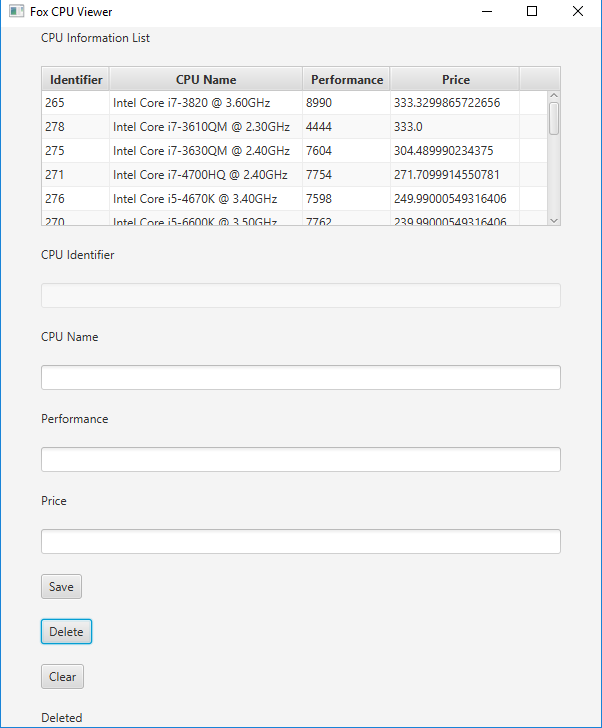 Fox CPU Viewer
CPU Information List
Identifier CPU Name Performance Price
265 Intel Core i7-3820 @ 3.60GHz 8990 333.3299865722656
278 Intel Core i7-3610QM @ 2.30GHz 4444 333.0
275 Intel Core i7-3630QM @ 2.40GHz 7604 304.489990234375
271 Intel Core i7-4700HQ @ 2.40GHz 7754 271.7099914550781
276 Intel Core i5-4670K @ 3.40GHz 7598 249.99000549316406
270 Intel Core i5-6600K @ 3.50GHz 7762 239.99000549316406
CPU Identifier
CPU Name
Performance
Price
Save
Delete
Clear
Deleted